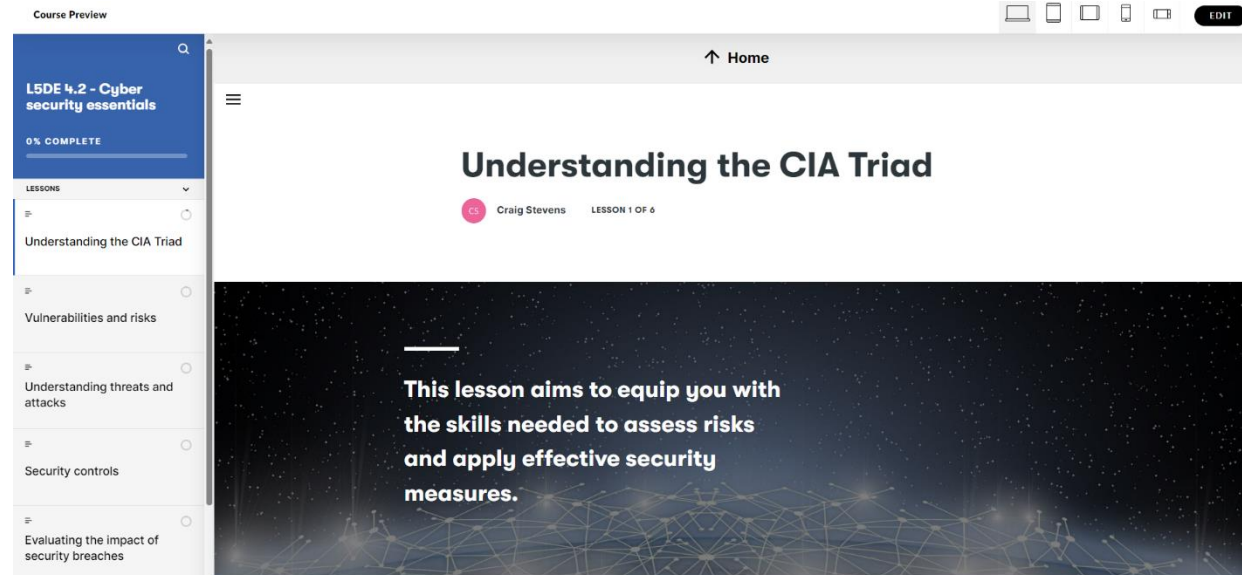 Course Preview
EDIT
L5DE 4.2 - Cyber
security essentials
0% COMPLETE
LESSONS
Understanding the CIA Triad
Vulnerabilities and risks
Understanding threats and
attacks
Security controls
Evaluating the impact of
security breaches
Home
Understanding the CIA Triad
CS
Craig Stevens
LESSON 1 OF 6
This lesson aims to equip you with
the skills needed to assess risks
and apply effective security
measures.